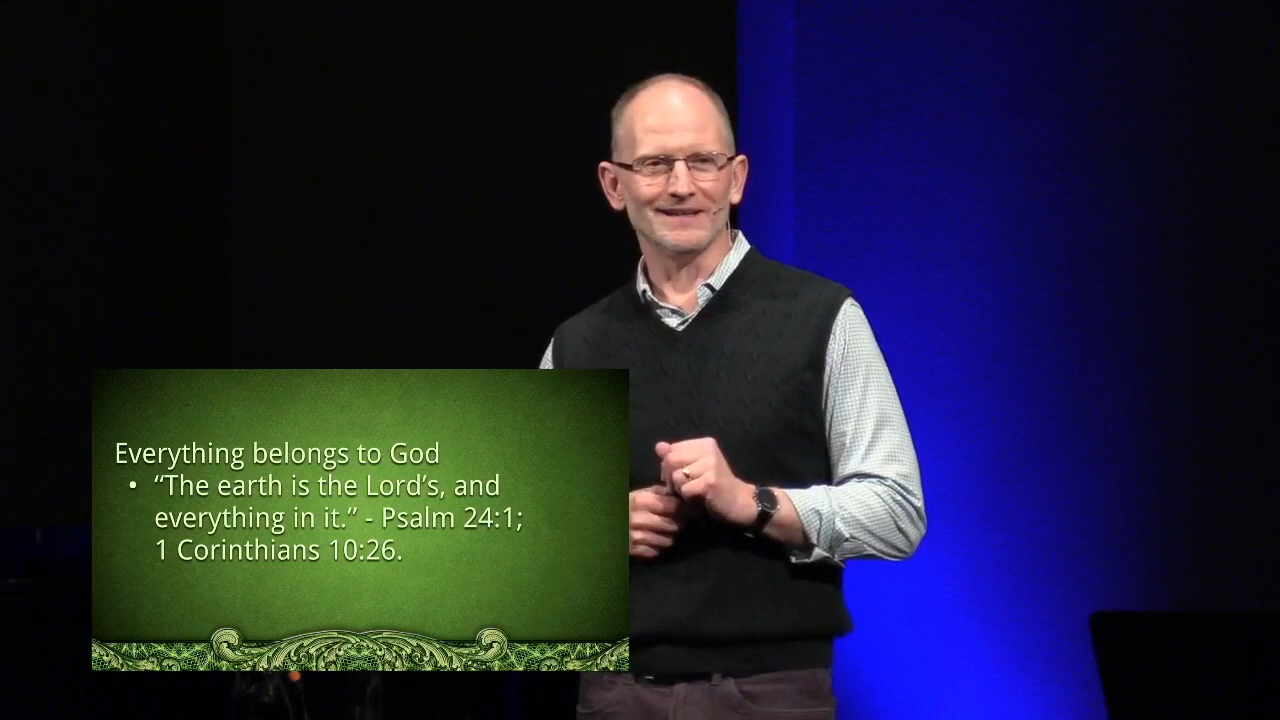 Everything belongs to God
• “The earth is the Lord’s, and
everything in it.” - Psalm 24:1;
1 Corinthians 10:26.